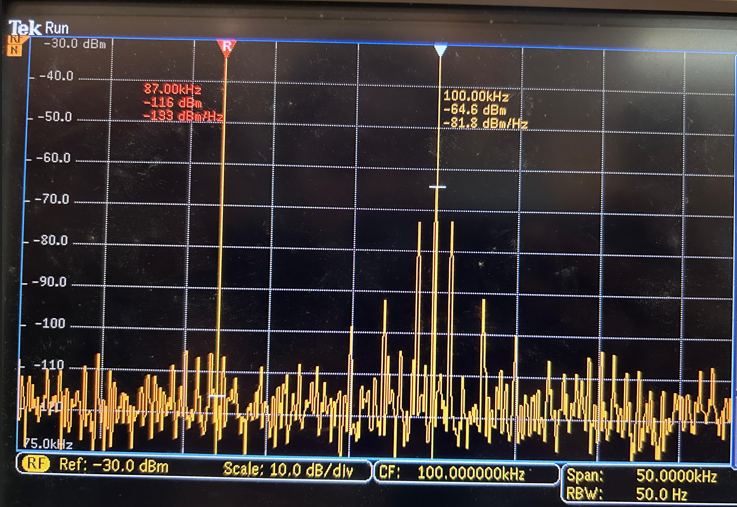 Tek Run
R
N
-30.0 dBm
R
-40.0
87.00kHz
-116 dBm
-133 dBm/Hz
100.00kHz
-64.6 dBm
-81.8 dBm/Hz
-50.0
-60.0
-70.0
-80.0
-90.0
-100
-110
75.0kHz
RF Ref: -30.0 dBm Scale: 10.0 dB/div CF: 100.000000kHz
Span: 50.0000kHz
RBW: 50.0 Hz